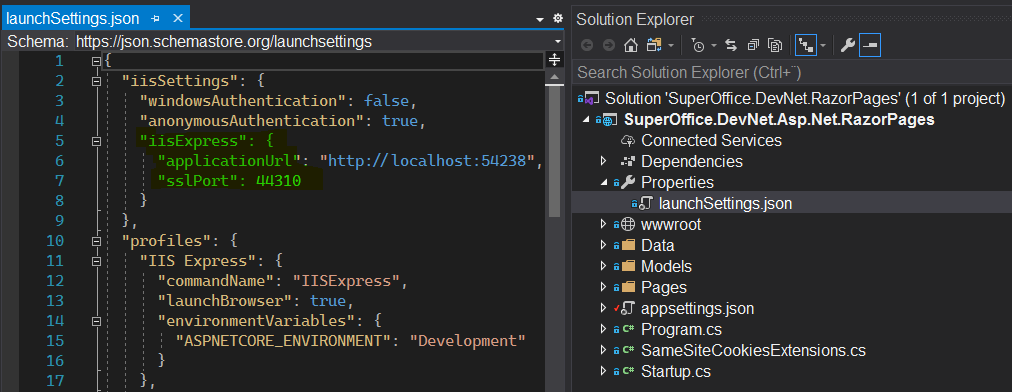 launchSettings.json
Schema: https://json.schemastore.org/launchsettings
1 {
2 "iisSettings": {
3 "windowsAuthentication": false,
4 "anonymousAuthentication": true,
5 "iisExpress": {
6 "applicationUrl": "http://localhost:54238",
7 "sslPort": 44310
8 }
9 },
10 "profiles": {
11 "IIS Express": {
12 "commandName": "IISExpress",
13 "launchBrowser": true,
14 "environmentVariables": {
15 "ASPNETCORE_ENVIRONMENT": "Development"
16 }
17 },
Solution Explorer
Search Solution Explorer (Ctrl+¨)
Solution 'SuperOffice.DevNet.RazorPages' (1 of 1 project)
SuperOffice.DevNet.Asp.Net.RazorPages
Connected Services
Dependencies
Properties
launchSettings.json
wwwroot
Data
Models
Pages
appsettings.json
C# Program.cs
C# SameSiteCookiesExtensions.cs
C# Startup.cs